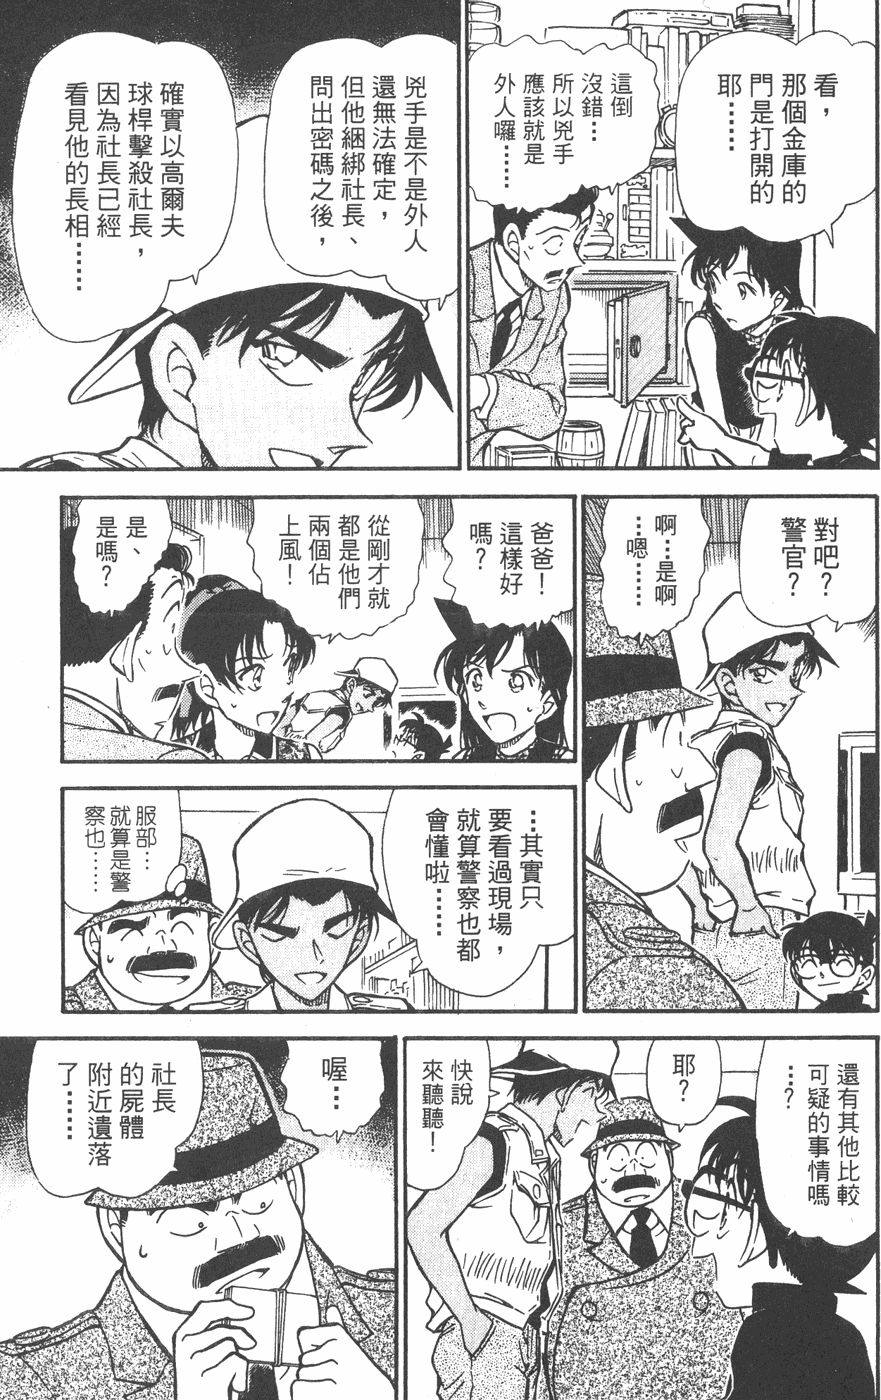 看，
那個金庫的
門是打開的
耶……
這倒
沒錯…
所以兇手
應該就是
外人囉……
兇手是不是外人
還無法確定，
但他綑綁社長、
問出密碼之後，
確實以高爾夫
球桿擊殺社長，
因為社長已經
看見他的長相……
對吧？
警官？
啊…是啊
…嗯……
爸爸！
這樣好
嗎？
從剛才就
都是他們
兩個佔
上風！
是、
是嗎？
…其實只
要看過現場，
就算警察也都
會懂啦……
服部…
就算是警
察也……
還有其他比較
可疑的事情嗎
…？
耶？
快說
來聽聽！
喔…
社長
的屍體
附近遺落
了……